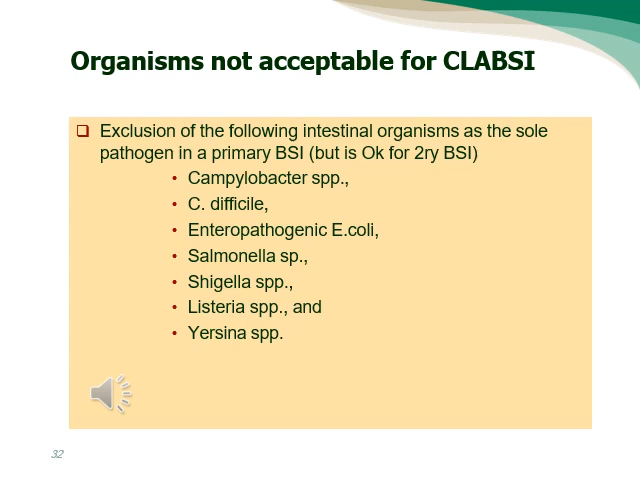 Organisms not acceptable for CLABSI
Exclusion of the following intestinal organisms as the sole
pathogen in a primary BSI (but is Ok for 2ry BSI)
• Campylobacter spp.,
• C. difficile,
• Enteropathogenic E.coli,
• Salmonella sp.,
• Shigella spp.,
• Listeria spp., and
• Yersina spp.
32